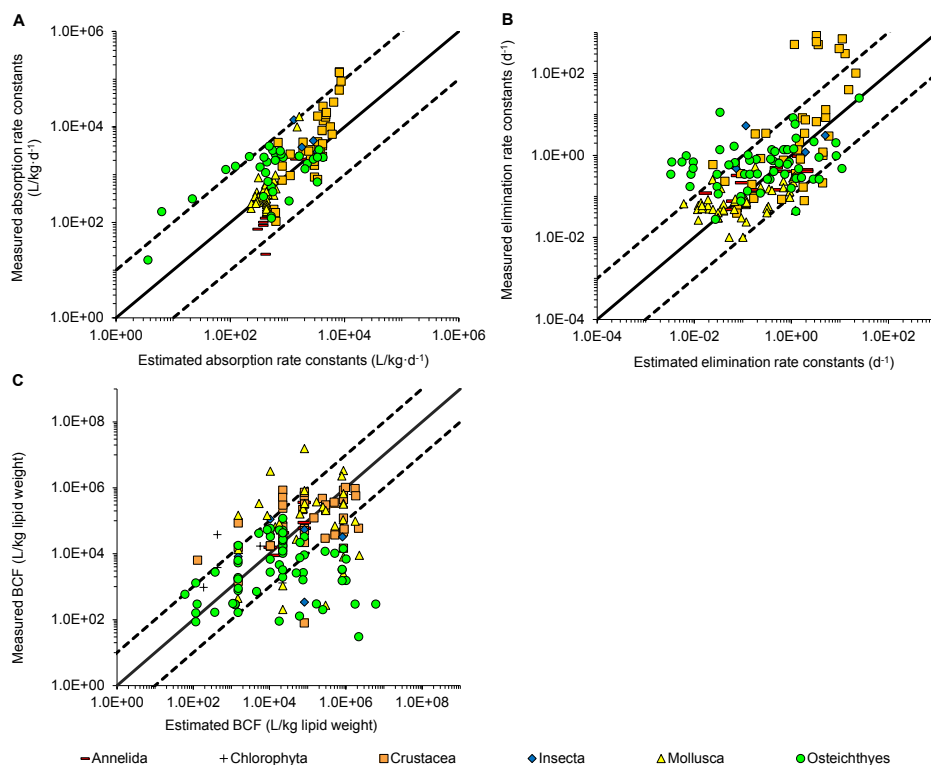 A
1.0E+06
1.0E+04
1.0E+02
1.0E+00
1.0E+00
1.0E+02
1.0E+04
1.0E+06
Measured absorption rate constants
(L/kg·d⁻¹)
Estimated absorption rate constants (L/kg·d⁻¹)
B
1.0E+02
1.0E+00
1.0E-02
1.0E-04
1.0E-04
1.0E-02
1.0E+00
1.0E+02
Measured elimination rate constants (d⁻¹)
Estimated elimination rate constants (d⁻¹)
C
1.0E+08
1.0E+06
1.0E+04
1.0E+02
1.0E+00
1.0E+00
1.0E+02
1.0E+04
1.0E+06
1.0E+08
Measured BCF (L/kg lipid weight)
Estimated BCF (L/kg lipid weight)
Annelida
Chlorophyta
Crustacea
Insecta
Mollusca
Osteichthyes